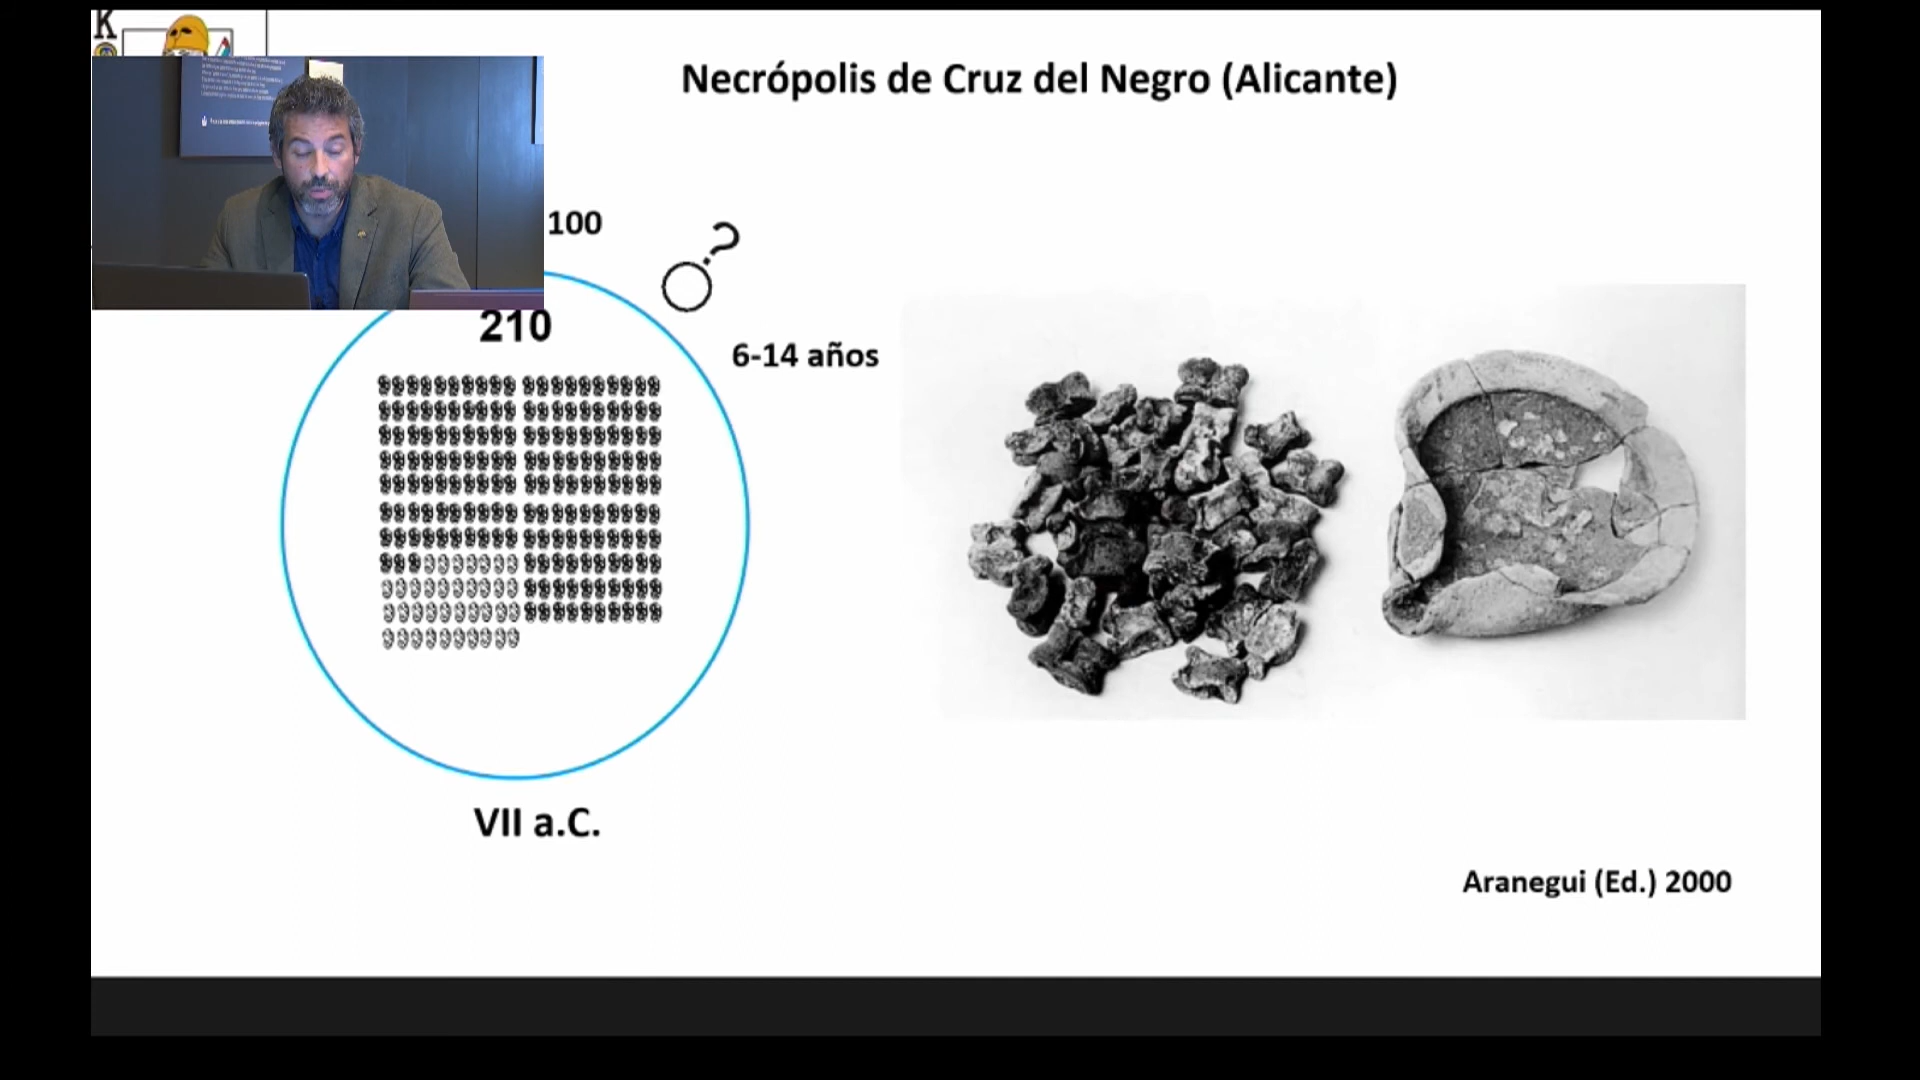 K
Necrópolis de Cruz del Negro (Alicante)
100
?
210
6-14 años
VII a.C.
Aranegui (Ed.) 2000